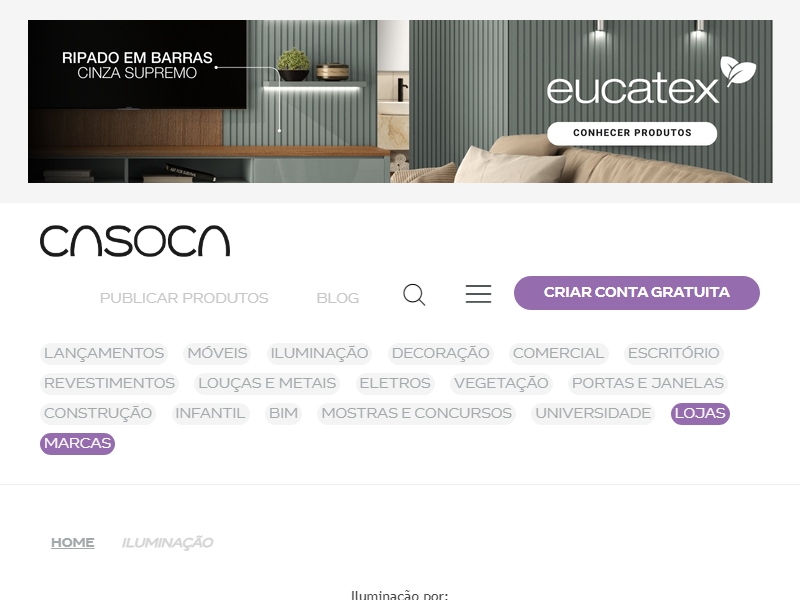 RIPADO EM BARRAS
CINZA SUPREMO
eucatex
CONHECER PRODUTOS
CASOCA
PUBLICAR PRODUTOS BLOG CRIAR CONTA GRATUITA
LANÇAMENTOS MÓVEIS ILUMINAÇÃO DECORAÇÃO COMERCIAL ESCRITÓRIO
REVESTIMENTOS LOUÇAS E METAIS ELETROS VEGETAÇÃO PORTAS E JANELAS
CONSTRUÇÃO INFANTIL BIM MOSTRAS E CONCURSOS UNIVERSIDADE LOJAS
MARCAS
HOME ILUMINAÇÃO
Iluminação por: